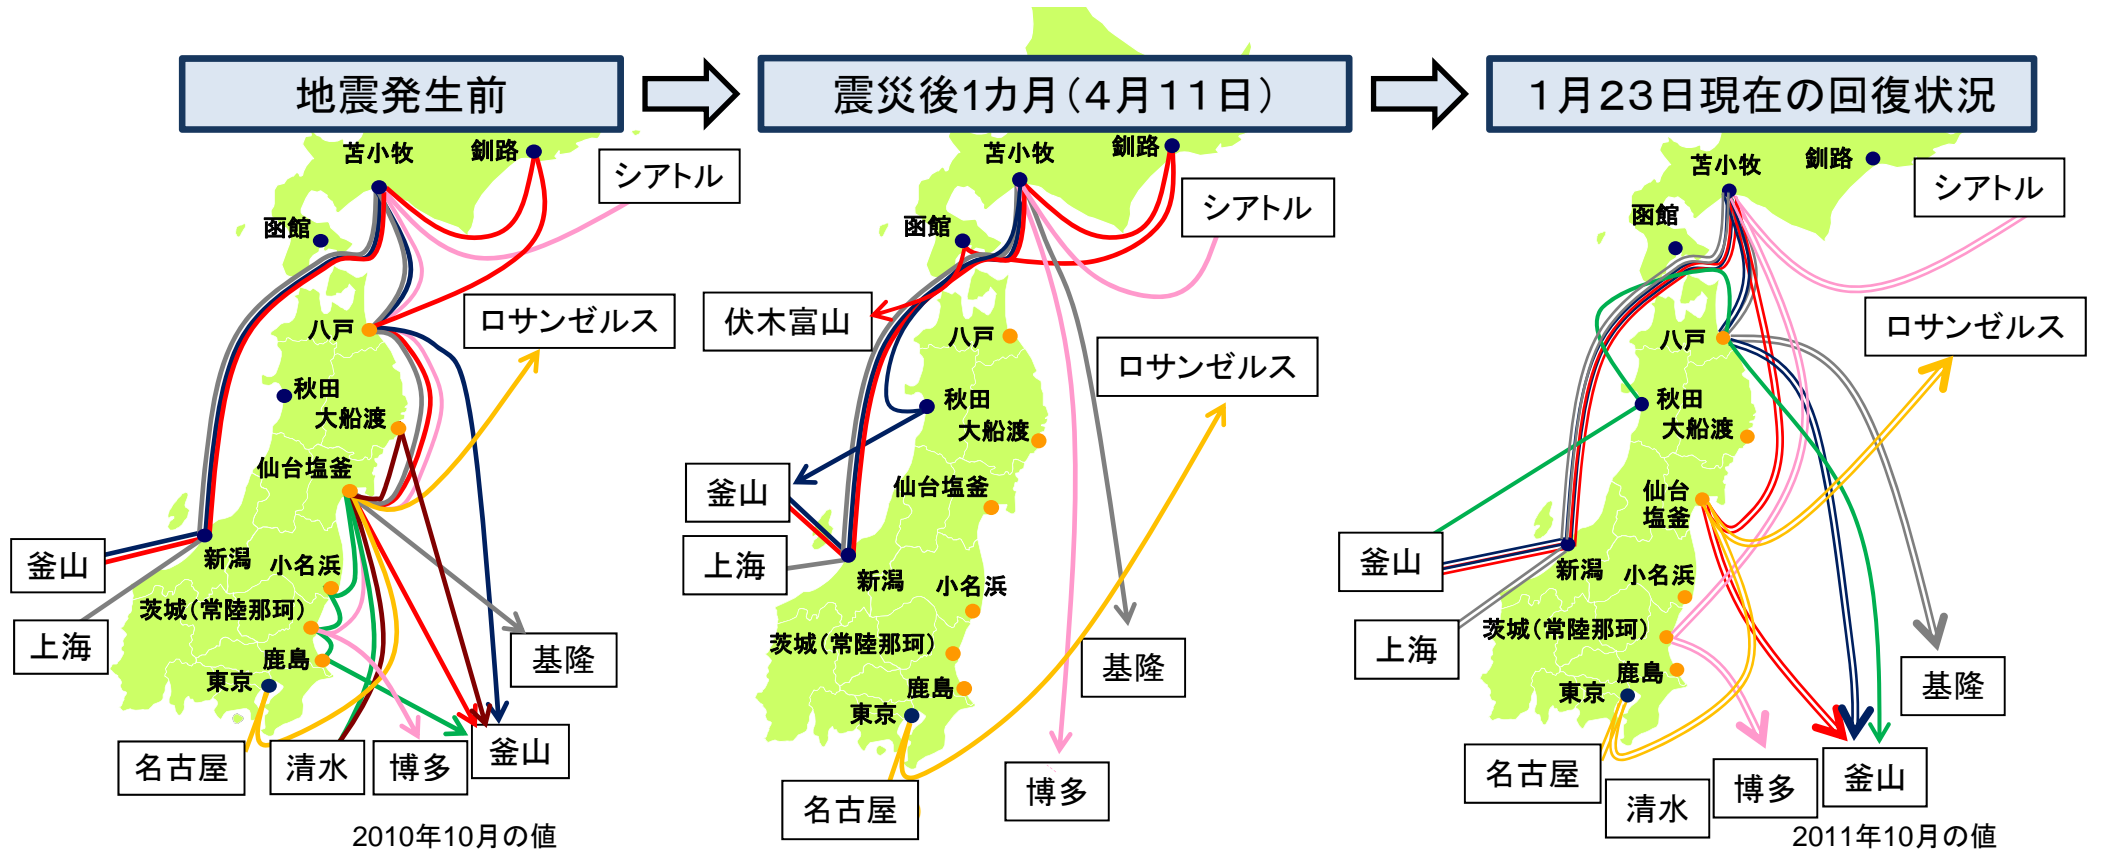 地震発生前
苫小牧
釧路
シアトル
函館
八戸
ロサンゼルス
秋田
大船渡
仙台塩釜
釜山
新潟
小名浜
茨城(常陸那珂)
上海
鹿島
基隆
東京
名古屋
清水
博多
釜山
2010年10月の値
震災後1カ月(4月11日)
苫小牧
釧路
シアトル
函館
伏木富山
八戸
ロサンゼルス
秋田
大船渡
釜山
仙台塩釜
上海
新潟
小名浜
茨城(常陸那珂)
基隆
鹿島
東京
名古屋
博多
1月23日現在の回復状況
苫小牧
釧路
シアトル
函館
八戸
ロサンゼルス
秋田
大船渡
仙台
塩釜
釜山
新潟
小名浜
茨城(常陸那珂)
上海
鹿島
基隆
東京
名古屋
清水
博多
釜山
2011年10月の値